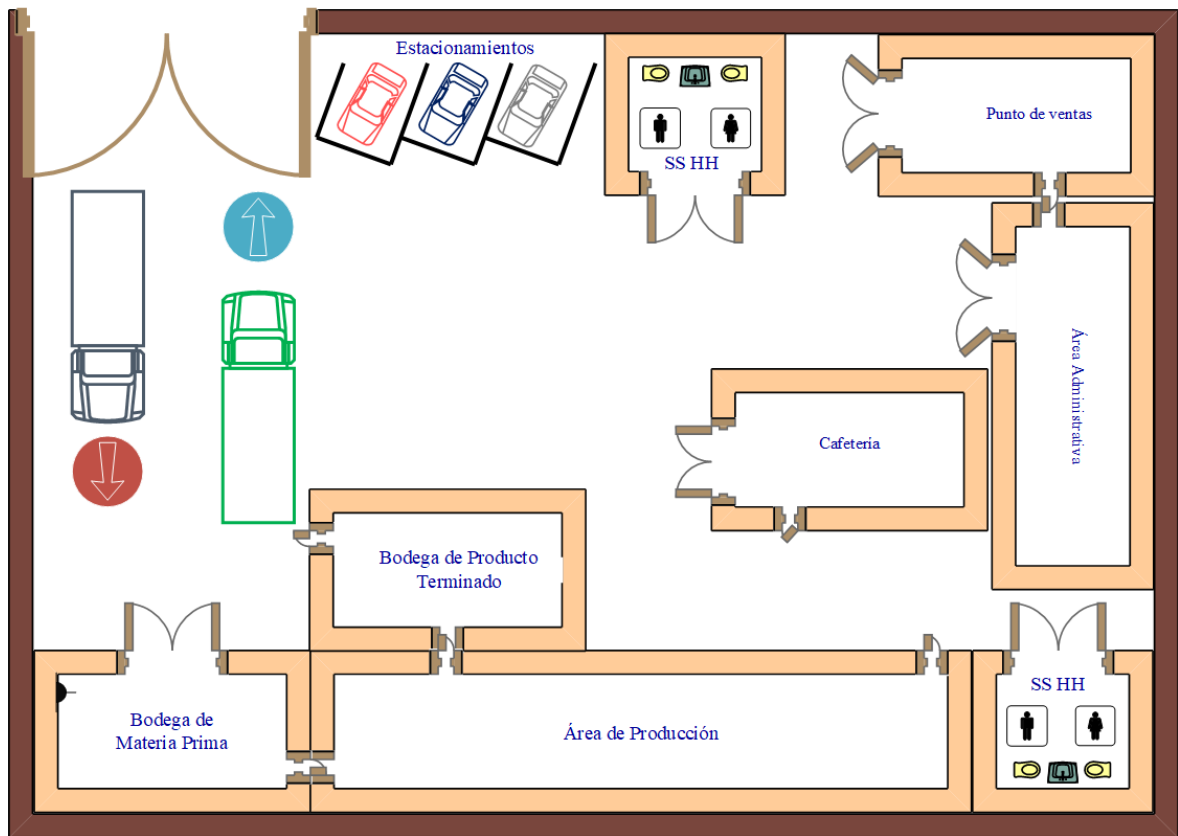 Estacionamientos
SS HH
Punto de ventas
Área Administrativa
Cafetería
Bodega de Producto
Terminado
SS HH
Bodega de
Materia Prima
Área de Producción